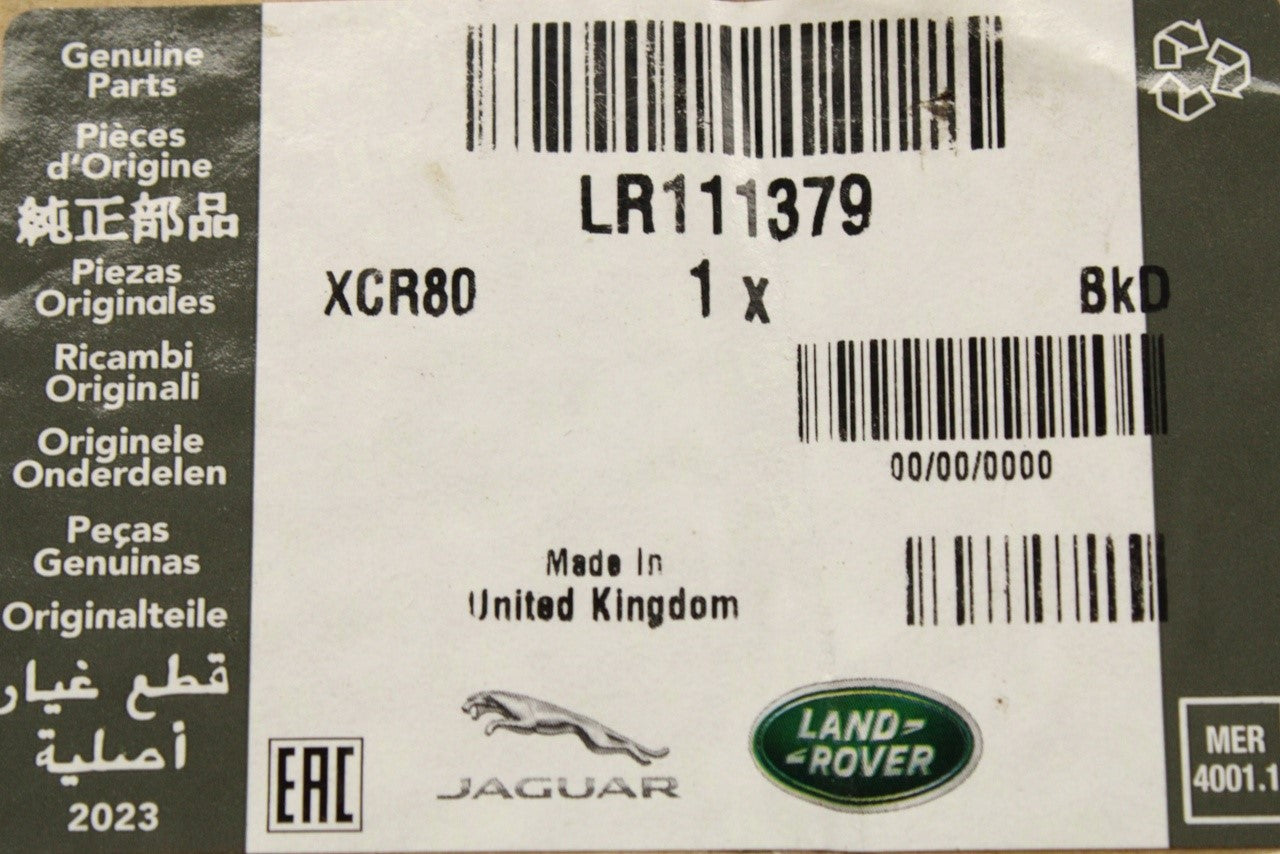 Genuine
Parts
Pièces
d'Origine
純正部品
Piezas
Originales
Ricambi
Originali
Originele
Onderdelen
Peças
Genuinas
Originalteile
قطع غيار
أصلية
2023
LR111379
XCR80 1 x BkD
00/00/0000
Made In
United Kingdom
EAC
JAGUAR
LAND-
-ROVER
MER
4001.1